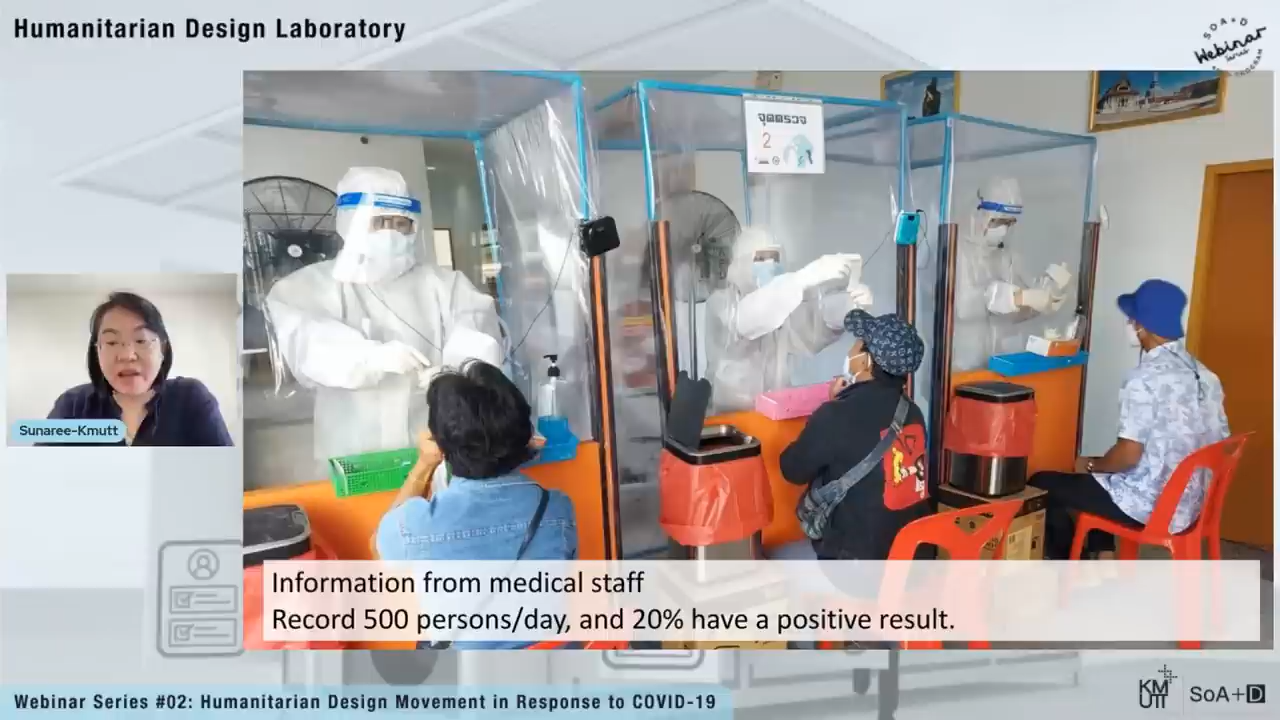 Humanitarian Design Laboratory
SOA+D
Webinar
จุดตรวจ
2
Sunaree-Kmutt
Information from medical staff
Record 500 persons/day, and 20% have a positive result.
Webinar Series #02: Humanitarian Design Movement in Response to COVID-19
KMUTT
SoA+D